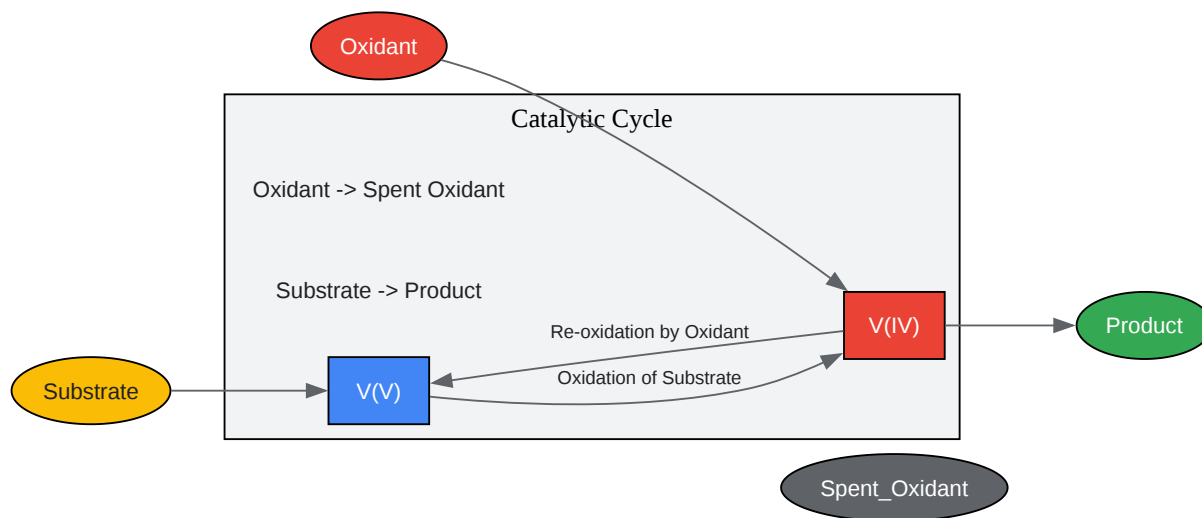 Oxidant
Catalytic Cycle
Oxidant -> Spent Oxidant
Substrate -> Product
Re-oxidation by Oxidant
V(IV)
Product
Oxidation of Substrate
Substrate
V(V)
Spent_Oxidant